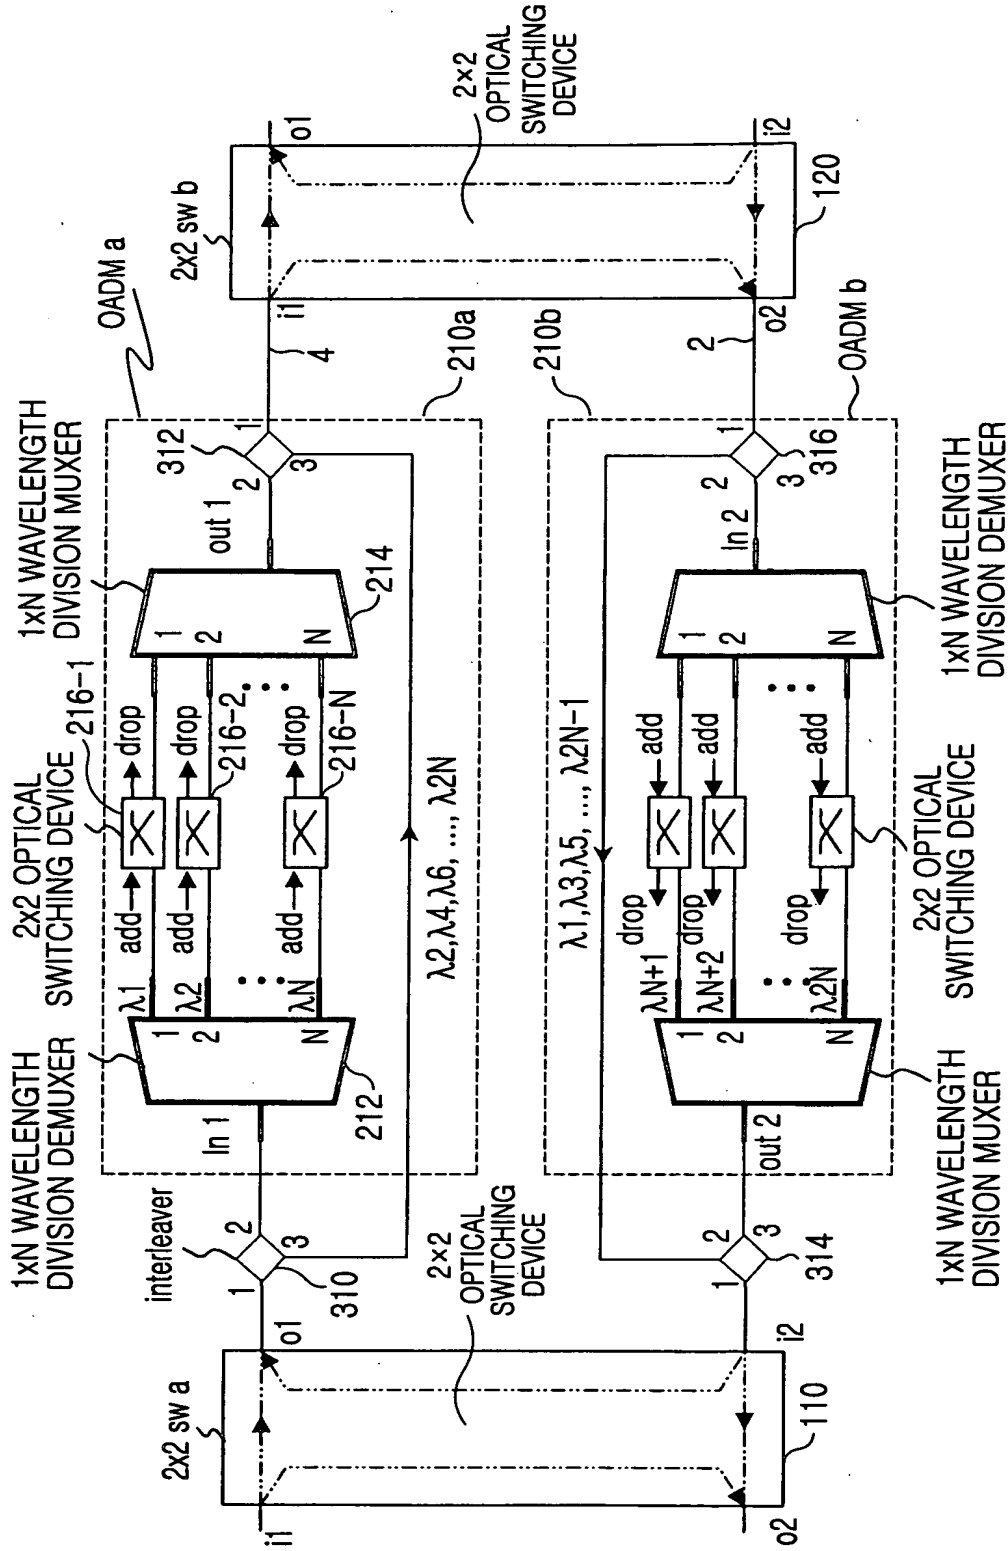 OADM a
1xN WAVELENGTH
DIVISION DEMUXER
2x2 OPTICAL
SWITCHING DEVICE
216-1
1xN WAVELENGTH
DIVISION MUXER
interleaver
2x2 sw a
i1
o1
1
2
3
310
In 1
212
1
2
N
λ1
λ2
λN
add
add
add
drop
drop
drop
216-2
216-N
1
2
N
214
out 1
2
312
1
3
4
2x2 sw b
i1
o1
λ2,λ4,λ6, ..., λ2N
210a
2×2
OPTICAL
SWITCHING
DEVICE
2×2
OPTICAL
SWITCHING
DEVICE
210b
λ1,λ3,λ5, ... λ2N-1
i2
o2
110
1
2
3
314
out 2
1
2
N
λN+1
λN+2
λ2N
drop
drop
drop
add
add
add
1
2
N
In 2
2
1
3
316
2
o2
i2
120
OADM b
1xN WAVELENGTH
DIVISION MUXER
2x2 OPTICAL
SWITCHING DEVICE
1xN WAVELENGTH
DIVISION DEMUXER